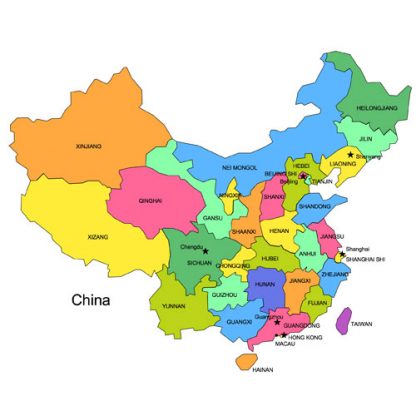 HEILONGJIANG
JILIN
XINJIANG
LIAONING
Shenyang
NEI MONGOL
HEBEI
BEIJING SHI
Beijing
TIANJIN
NINGXIA
SHANXI
QINGHAI
SHANDONG
GANSU
SHAANXI
HENAN
JIANGSU
XIZANG
Chengdu
SICHUAN
CHONGQING
HUBEI
ANHUI
Shanghai
SHANGHAI SHI
ZHEJIANG
HUNAN
JIANGXI
GUIZHOU
China
YUNNAN
FUJIAN
GUANGXI
Guangzhou
GUANGDONG
TAIWAN
HONG KONG
MACAU
HAINAN